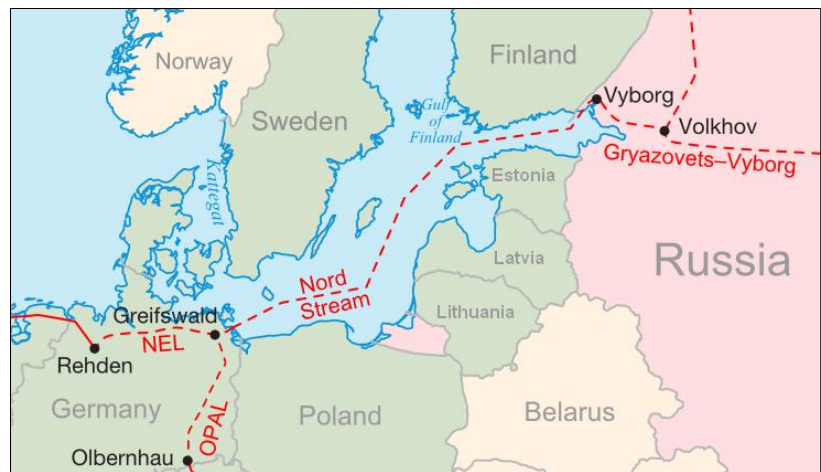 Norway
Finland
Sweden
Gulf
of
Finland
Vyborg
Volkhov
Gryazovets–Vyborg
Kattegat
Estonia
Latvia
Russia
Nord
Stream
Lithuania
Greifswald
NEL
Rehden
Germany
OPAL
Poland
Belarus
Olbernhau